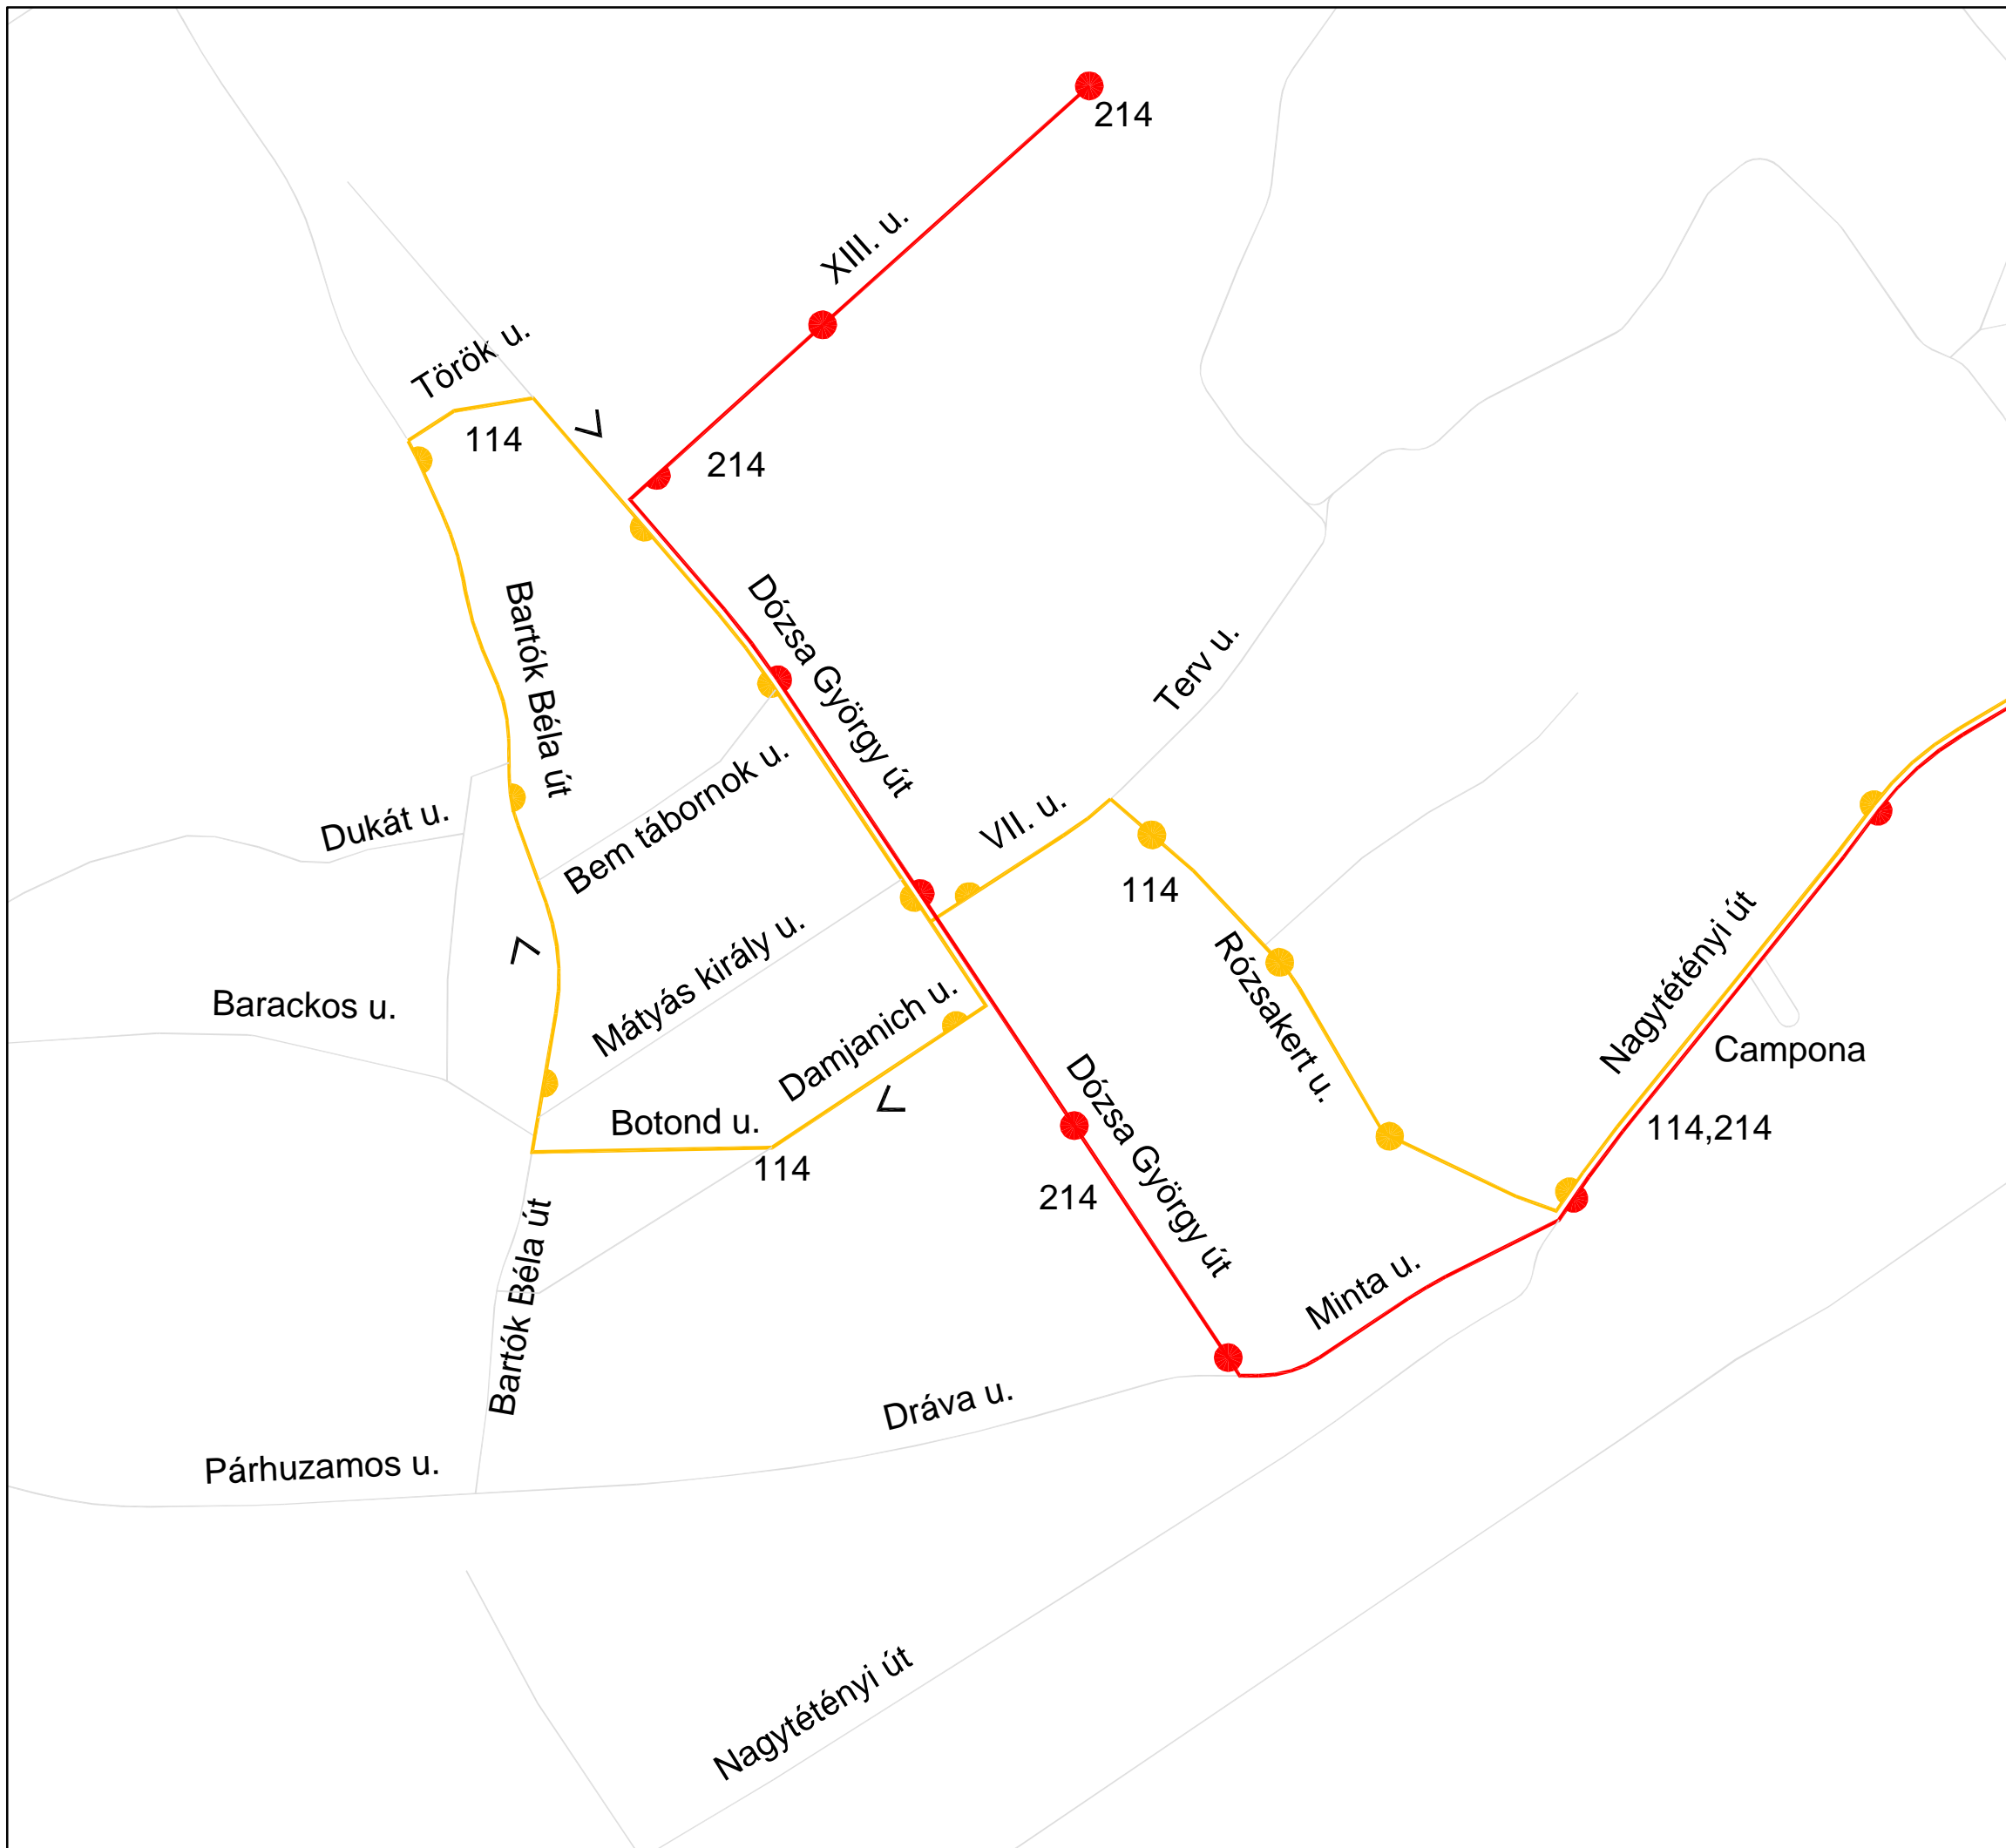 214
XIII. u.
Török u.
114
214
Dózsa György út
Bartók Béla út
Terv u.
Bem tábornok u.
Dukát u.
VII. u.
114
Rózsakert u.
Nagytétényi út
Mátyás király u.
Barackos u.
Damjanich u.
Campona
Botond u.
114
Dózsa György út
114,214
214
Bartók Béla út
Minta u.
Dráva u.
Párhuzamos u.
Nagytétényi út